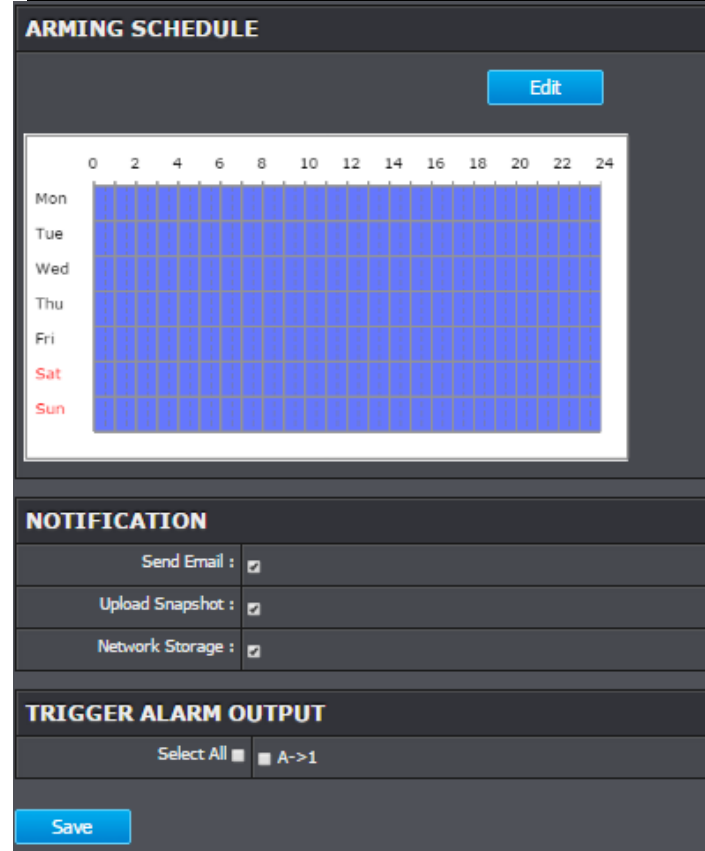 ARMING SCHEDULE
Edit
0 2 4 6 8 10 12 14 16 18 20 22 24
Mon
Tue
Wed
Thu
Fri
Sat
Sun
NOTIFICATION
Send Email :
Upload Snapshot :
Network Storage :
TRIGGER ALARM OUTPUT
Select All A->1
Save